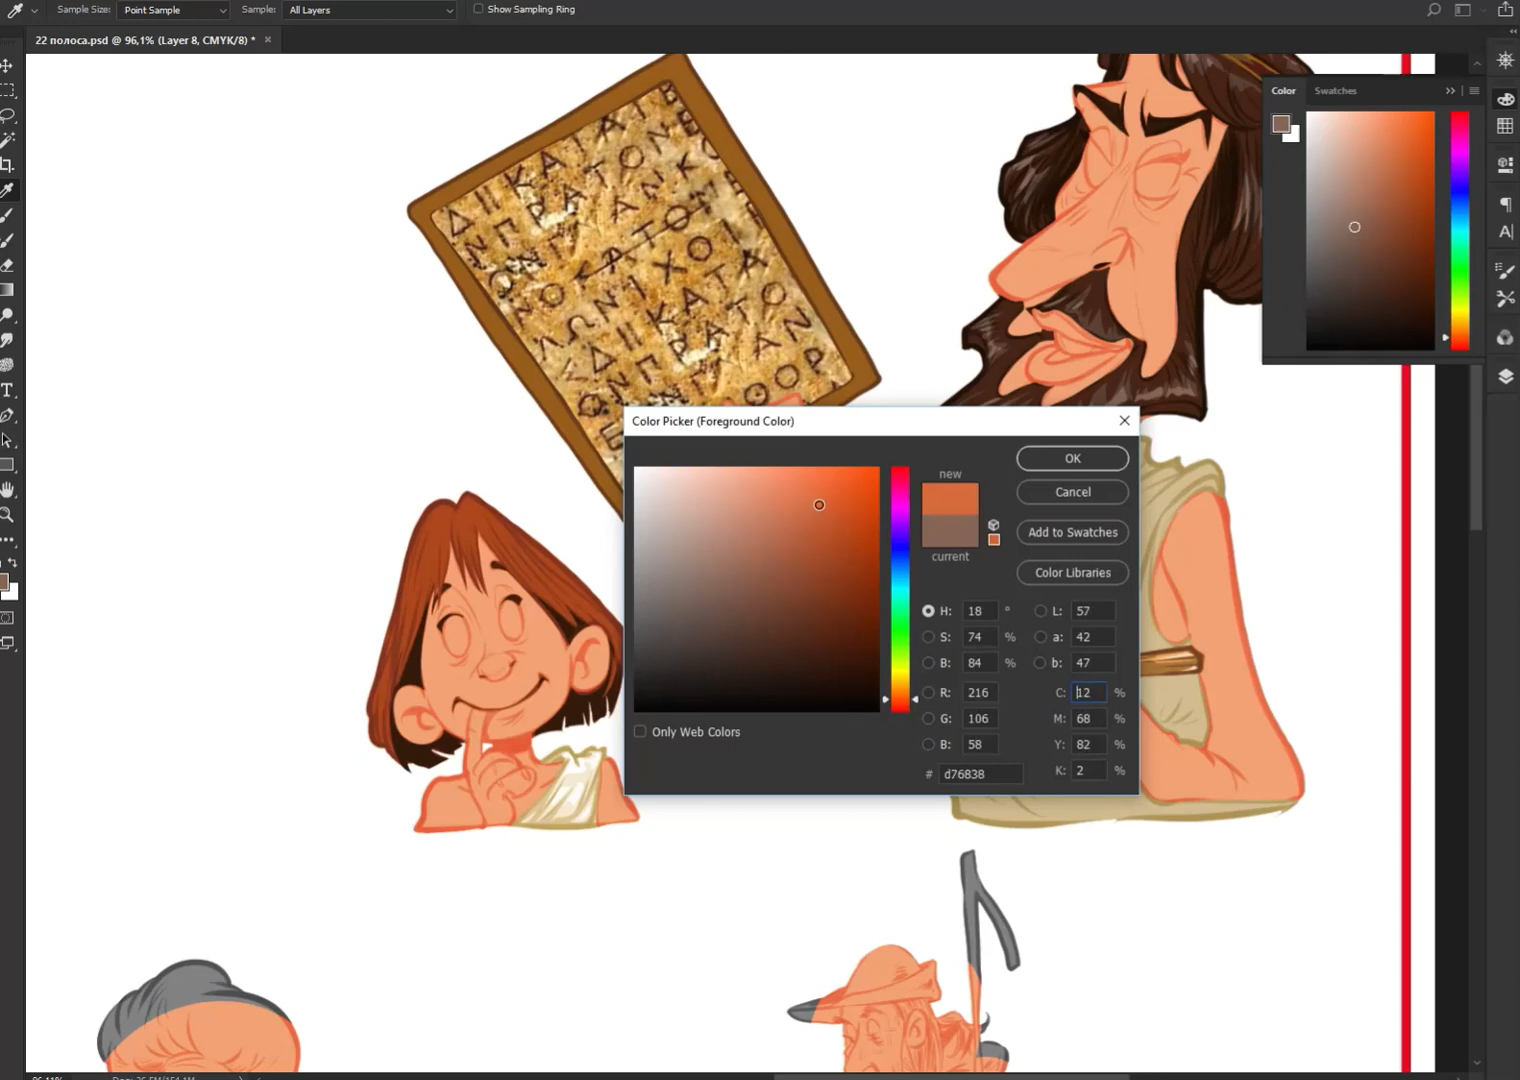 Sample Size: Point Sample Sample: All Layers Show Sampling Ring
22 полоса.psd @ 96,1% (Layer 8, CMYK/8) *
Color Swatches
Color Picker (Foreground Color)
new
current
OK
Cancel
Add to Swatches
Color Libraries
H: 18 °
S: 74 %
B: 84 %
R: 216
G: 106
B: 58
# d76838
L: 57
a: 42
b: 47
C: 12 %
M: 68 %
Y: 82 %
K: 2 %
Only Web Colors